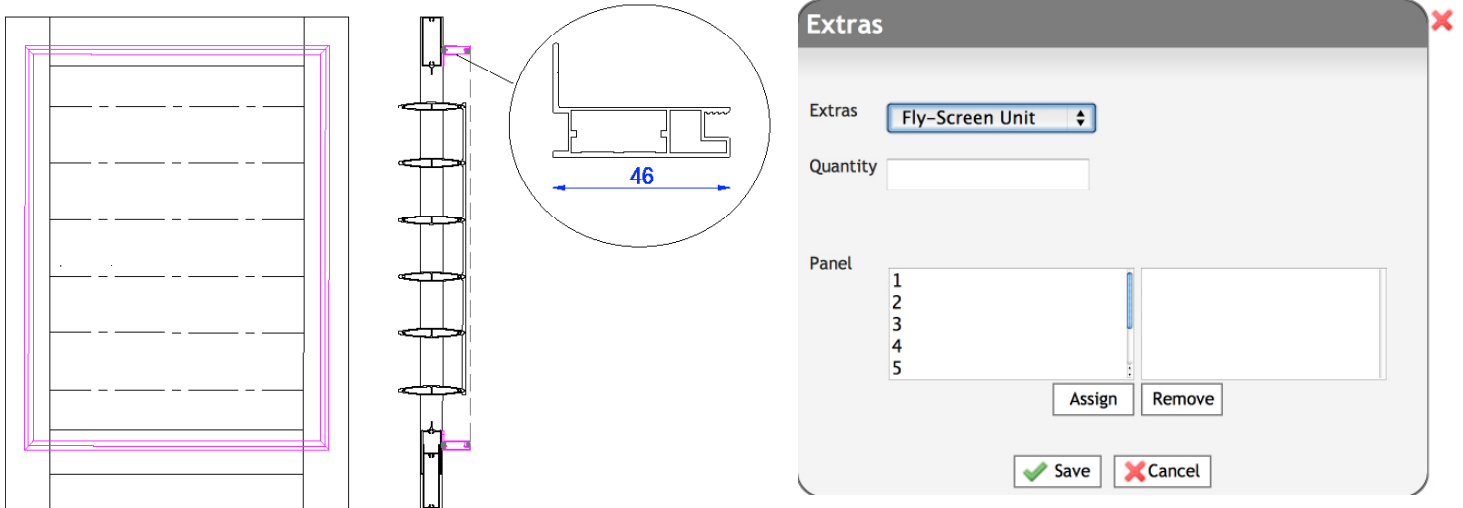 46
Extras
Extras
Fly-Screen Unit
Quantity
Panel
1
2
3
4
5
Assign
Remove
Save
Cancel